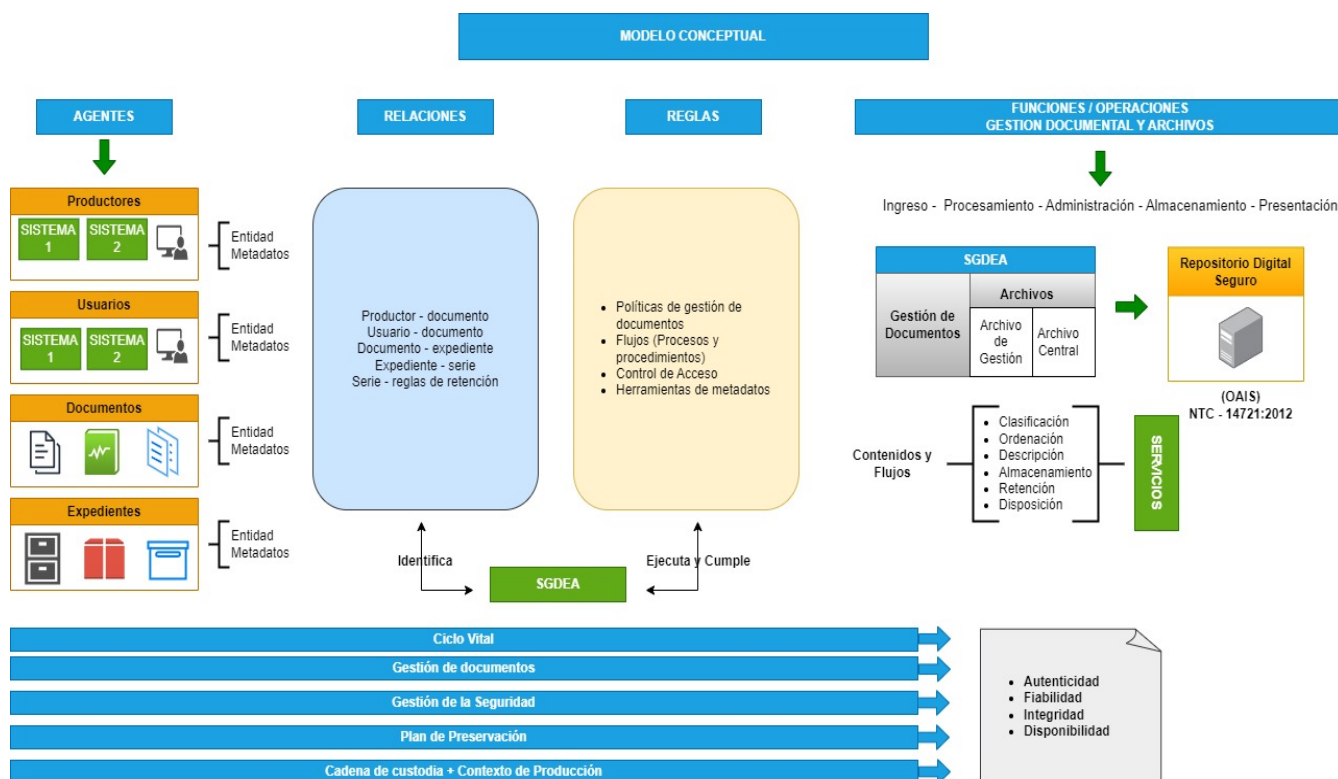 MODELO CONCEPTUAL
AGENTES
RELACIONES
REGLAS
FUNCIONES / OPERACIONES
GESTION DOCUMENTAL Y ARCHIVOS
Productores
SISTEMA
1
SISTEMA
2
Entidad
Metadatos
Usuarios
SISTEMA
1
SISTEMA
2
Entidad
Metadatos
Documentos
Entidad
Metadatos
Expedientes
Entidad
Metadatos
Productor - documento
Usuario - documento
Documento - expediente
Expediente - serie
Serie - reglas de retención
• Políticas de gestión de
documentos
• Flujos (Procesos y
procedimientos)
• Control de Acceso
• Herramientas de metadatos
Identifica
SGDEA
Ejecuta y Cumple
Ingreso - Procesamiento - Administración - Almacenamiento - Presentación
SGDEA
Gestión de
Documentos
Archivos
Archivo
de
Gestión
Archivo
Central
Repositorio Digital
Seguro
(OAIS)
NTC - 14721:2012
Contenidos y
Flujos
• Clasificación
• Ordenación
• Descripción
• Almacenamiento
• Retención
• Disposición
SERVICIOS
Ciclo Vital
Gestión de documentos
Gestión de la Seguridad
Plan de Preservación
Cadena de custodia + Contexto de Producción
• Autenticidad
• Fiabilidad
• Integridad
• Disponibilidad